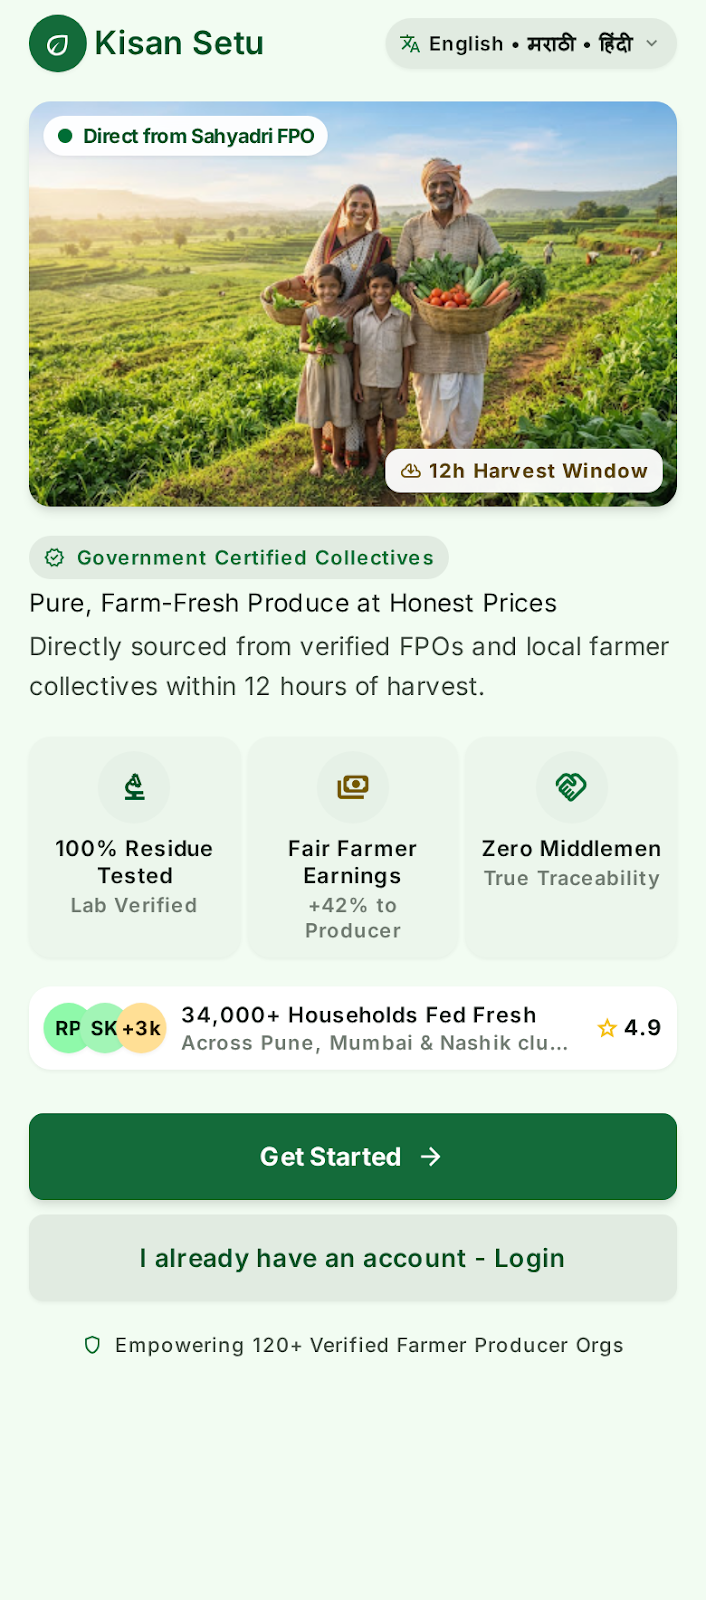 Kisan Setu
English • मराठी • हिंदी
Direct from Sahyadri FPO
12h Harvest Window
Government Certified Collectives
Pure, Farm-Fresh Produce at Honest Prices
Directly sourced from verified FPOs and local farmer
collectives within 12 hours of harvest.
100% Residue
Tested
Lab Verified
Fair Farmer
Earnings
+42% to
Producer
Zero Middlemen
True Traceability
RP SK +3k
34,000+ Households Fed Fresh
Across Pune, Mumbai & Nashik clu...
4.9
Get Started
I already have an account - Login
Empowering 120+ Verified Farmer Producer Orgs